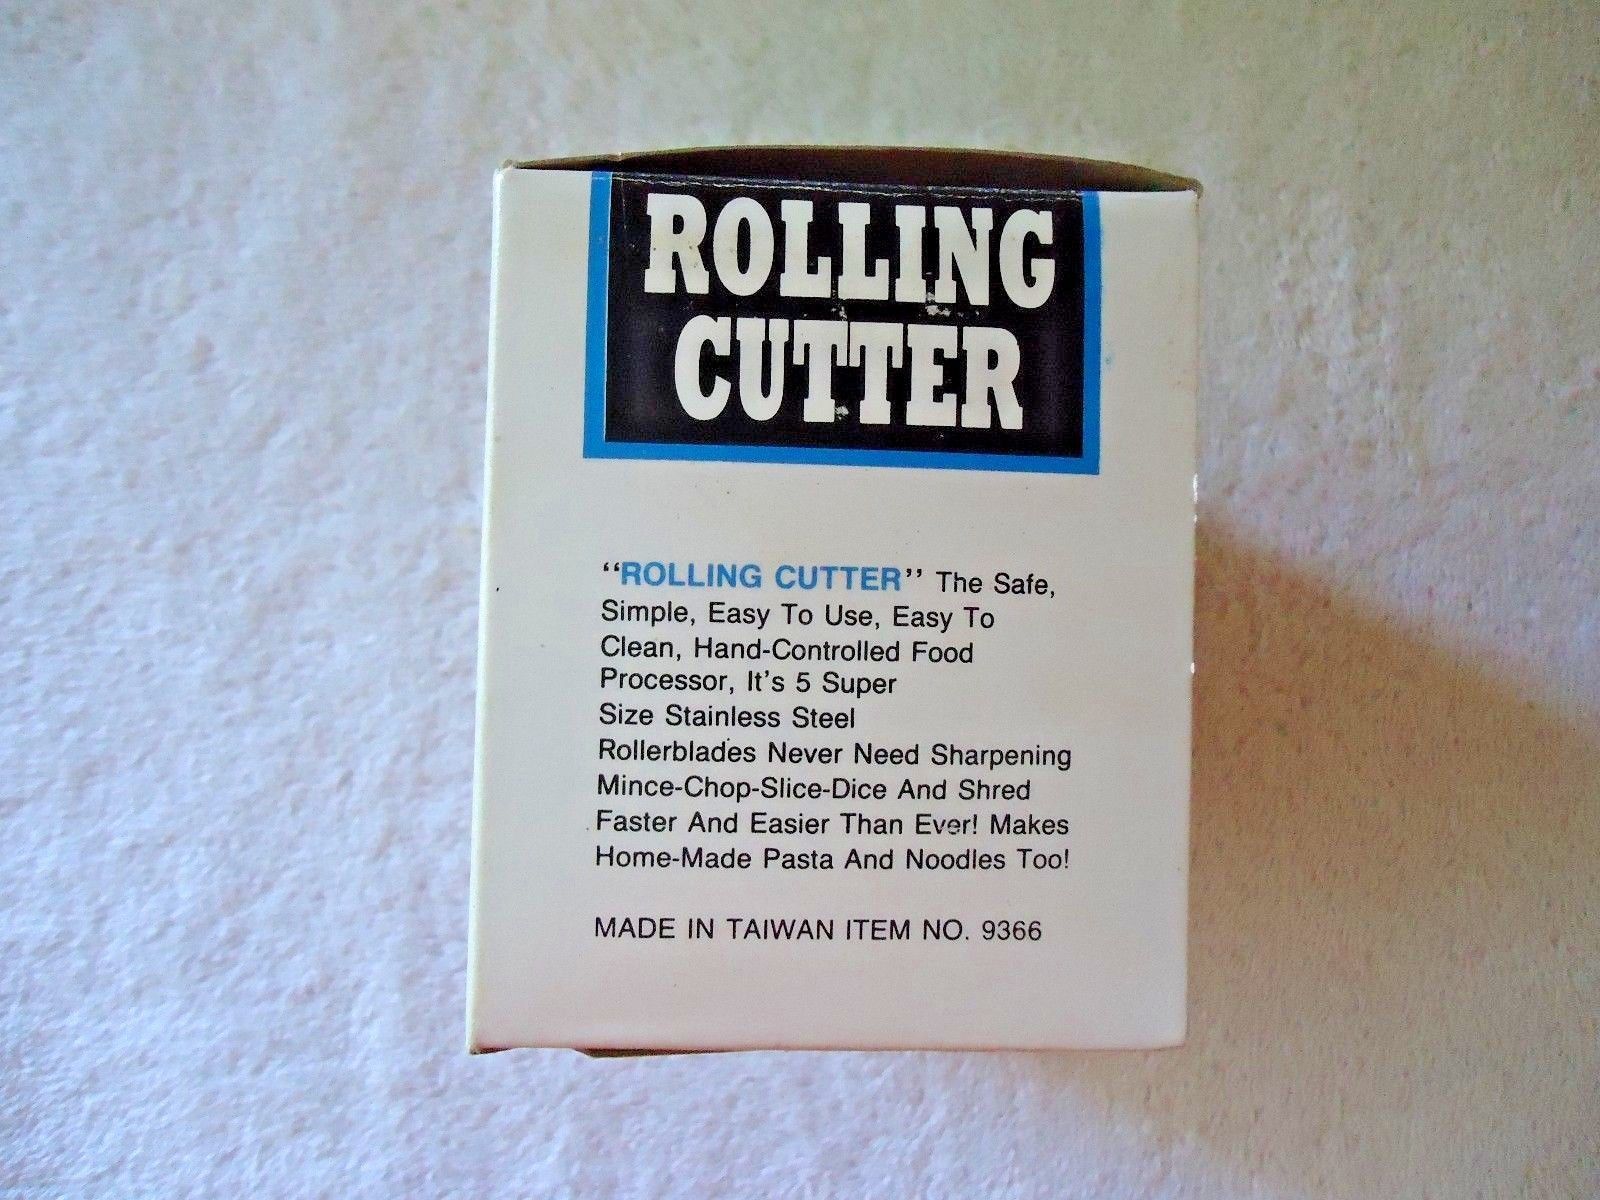 ROLLING
CUTTER
“ROLLING CUTTER” The Safe,
Simple, Easy To Use, Easy To
Clean, Hand-Controlled Food
Processor, It's 5 Super
Size Stainless Steel
Rollerblades Never Need Sharpening
Mince-Chop-Slice-Dice And Shred
Faster And Easier Than Ever! Makes
Home-Made Pasta And Noodles Too!
MADE IN TAIWAN ITEM NO. 9366